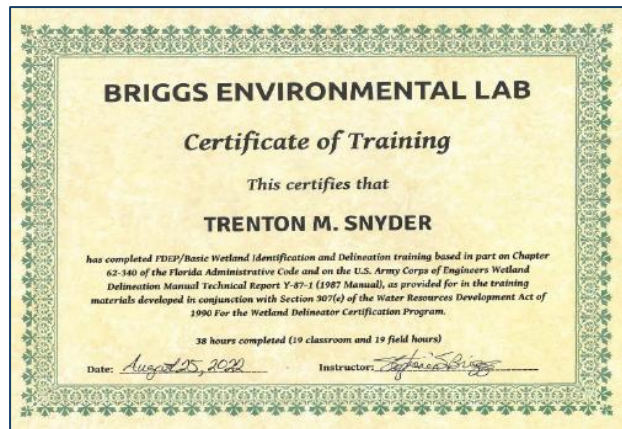 BRIGGS ENVIRONMENTAL LAB
Certificate of Training
This certifies that
TRENTON M. SNYDER
has completed FDEP/Basic Wetland Identification and Delineation training based in part on Chapter
62-340 of the Florida Administrative Code and on the U.S. Army Corps of Engineers Wetland
Delineation Manual Technical Report Y-87-1 (1987 Manual), as provided for in the training
materials developed in conjunction with Section 307(e) of the Water Resources Development Act of
1990 For the Wetland Delineator Certification Program.
38 hours completed (19 classroom and 19 field hours)
Date: August 25, 2022 Instructor: Briggs